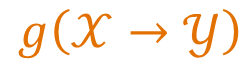 g(𝒳 → 𝒴)